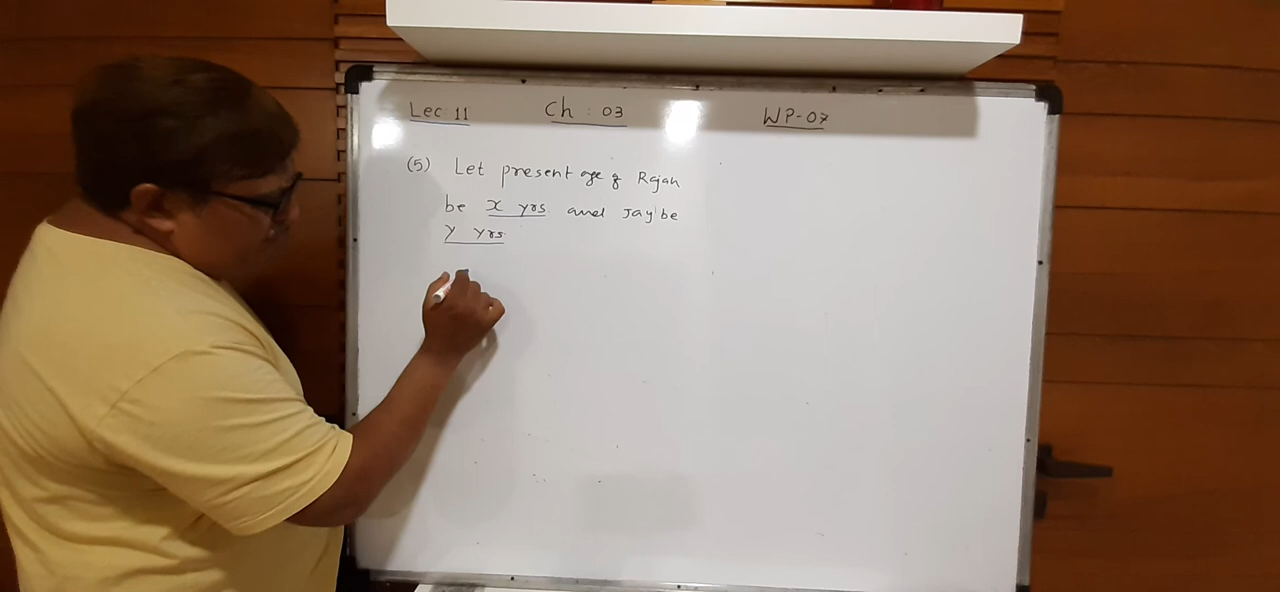 Lec: 11 Ch : 03 WP-07
(5) Let present age of Rajan
be x yrs. and Jay be
y yrs.